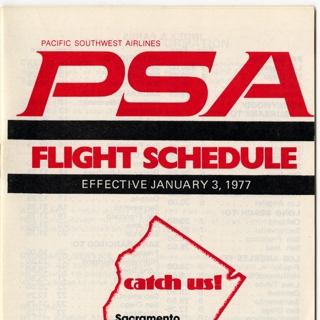 PACIFIC SOUTHWEST AIRLINES
PSA
FLIGHT SCHEDULE
EFFECTIVE JANUARY 3, 1977
catch us!
Sacramento